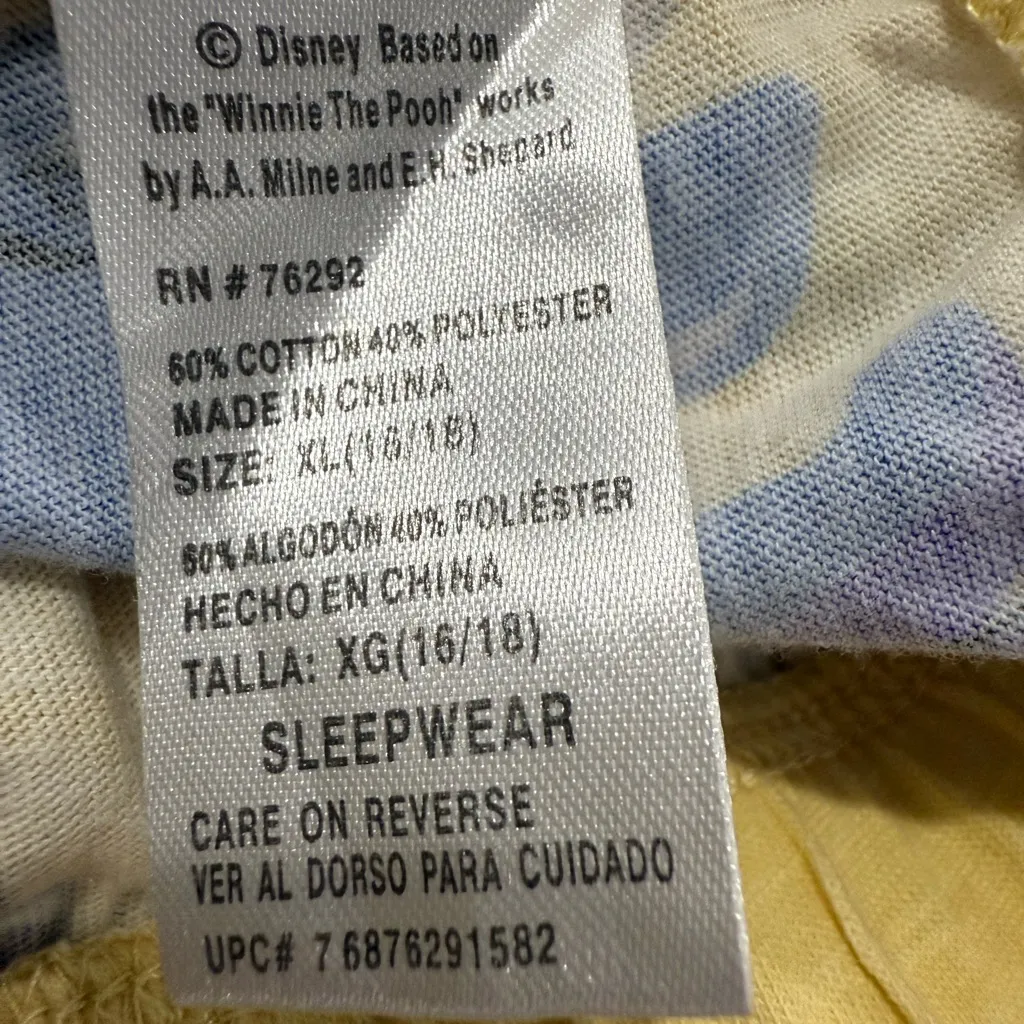 © Disney Based on
the "Winnie The Pooh" works
by A.A. Milne and E.H. Shepard
RN # 76292
60% COTTON 40% POLYESTER
MADE IN CHINA
SIZE: XL(16/18)
60% ALGODÓN 40% POLIÉSTER
HECHO EN CHINA
TALLA: XG(16/18)
SLEEPWEAR
CARE ON REVERSE
VER AL DORSO PARA CUIDADO
UPC# 7 6876291582